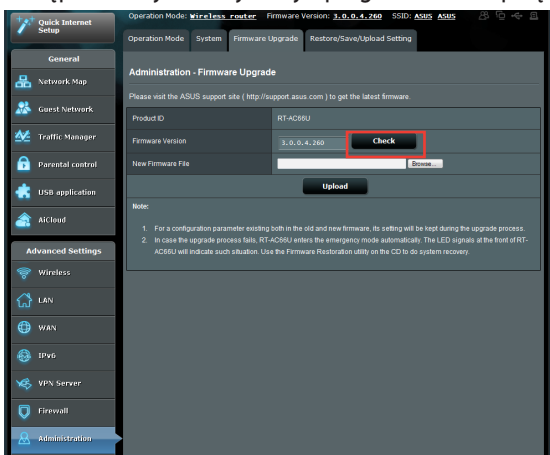 Quick Internet
Setup
Operation Mode: Wireless router Firmware Version: 3.0.0.4.260 SSID: ASUS ASUS
Operation Mode System Firmware Upgrade Restore/Save/Upload Setting
General
Network Map
Guest Network
Traffic Manager
Parental control
USB application
AiCloud
Advanced Settings
Wireless
LAN
WAN
IPv6
VPN Server
Firewall
Administration
Administration - Firmware Upgrade
Please visit the ASUS support site ( http://support.asus.com ) to get the latest firmware.
Product ID RT-AC66U
Firmware Version 3.0.0.4.260 Check
New Firmware File Browse...
Upload
Note:
1. For a configuration parameter existing both in the old and new firmware, its setting will be kept during the upgrade process.
2. In case the upgrade process fails, RT-AC66U enters the emergency mode automatically. The LED signals at the front of RT-
AC66U will indicate such situation. Use the Firmware Restoration utility on the CD to do system recovery.